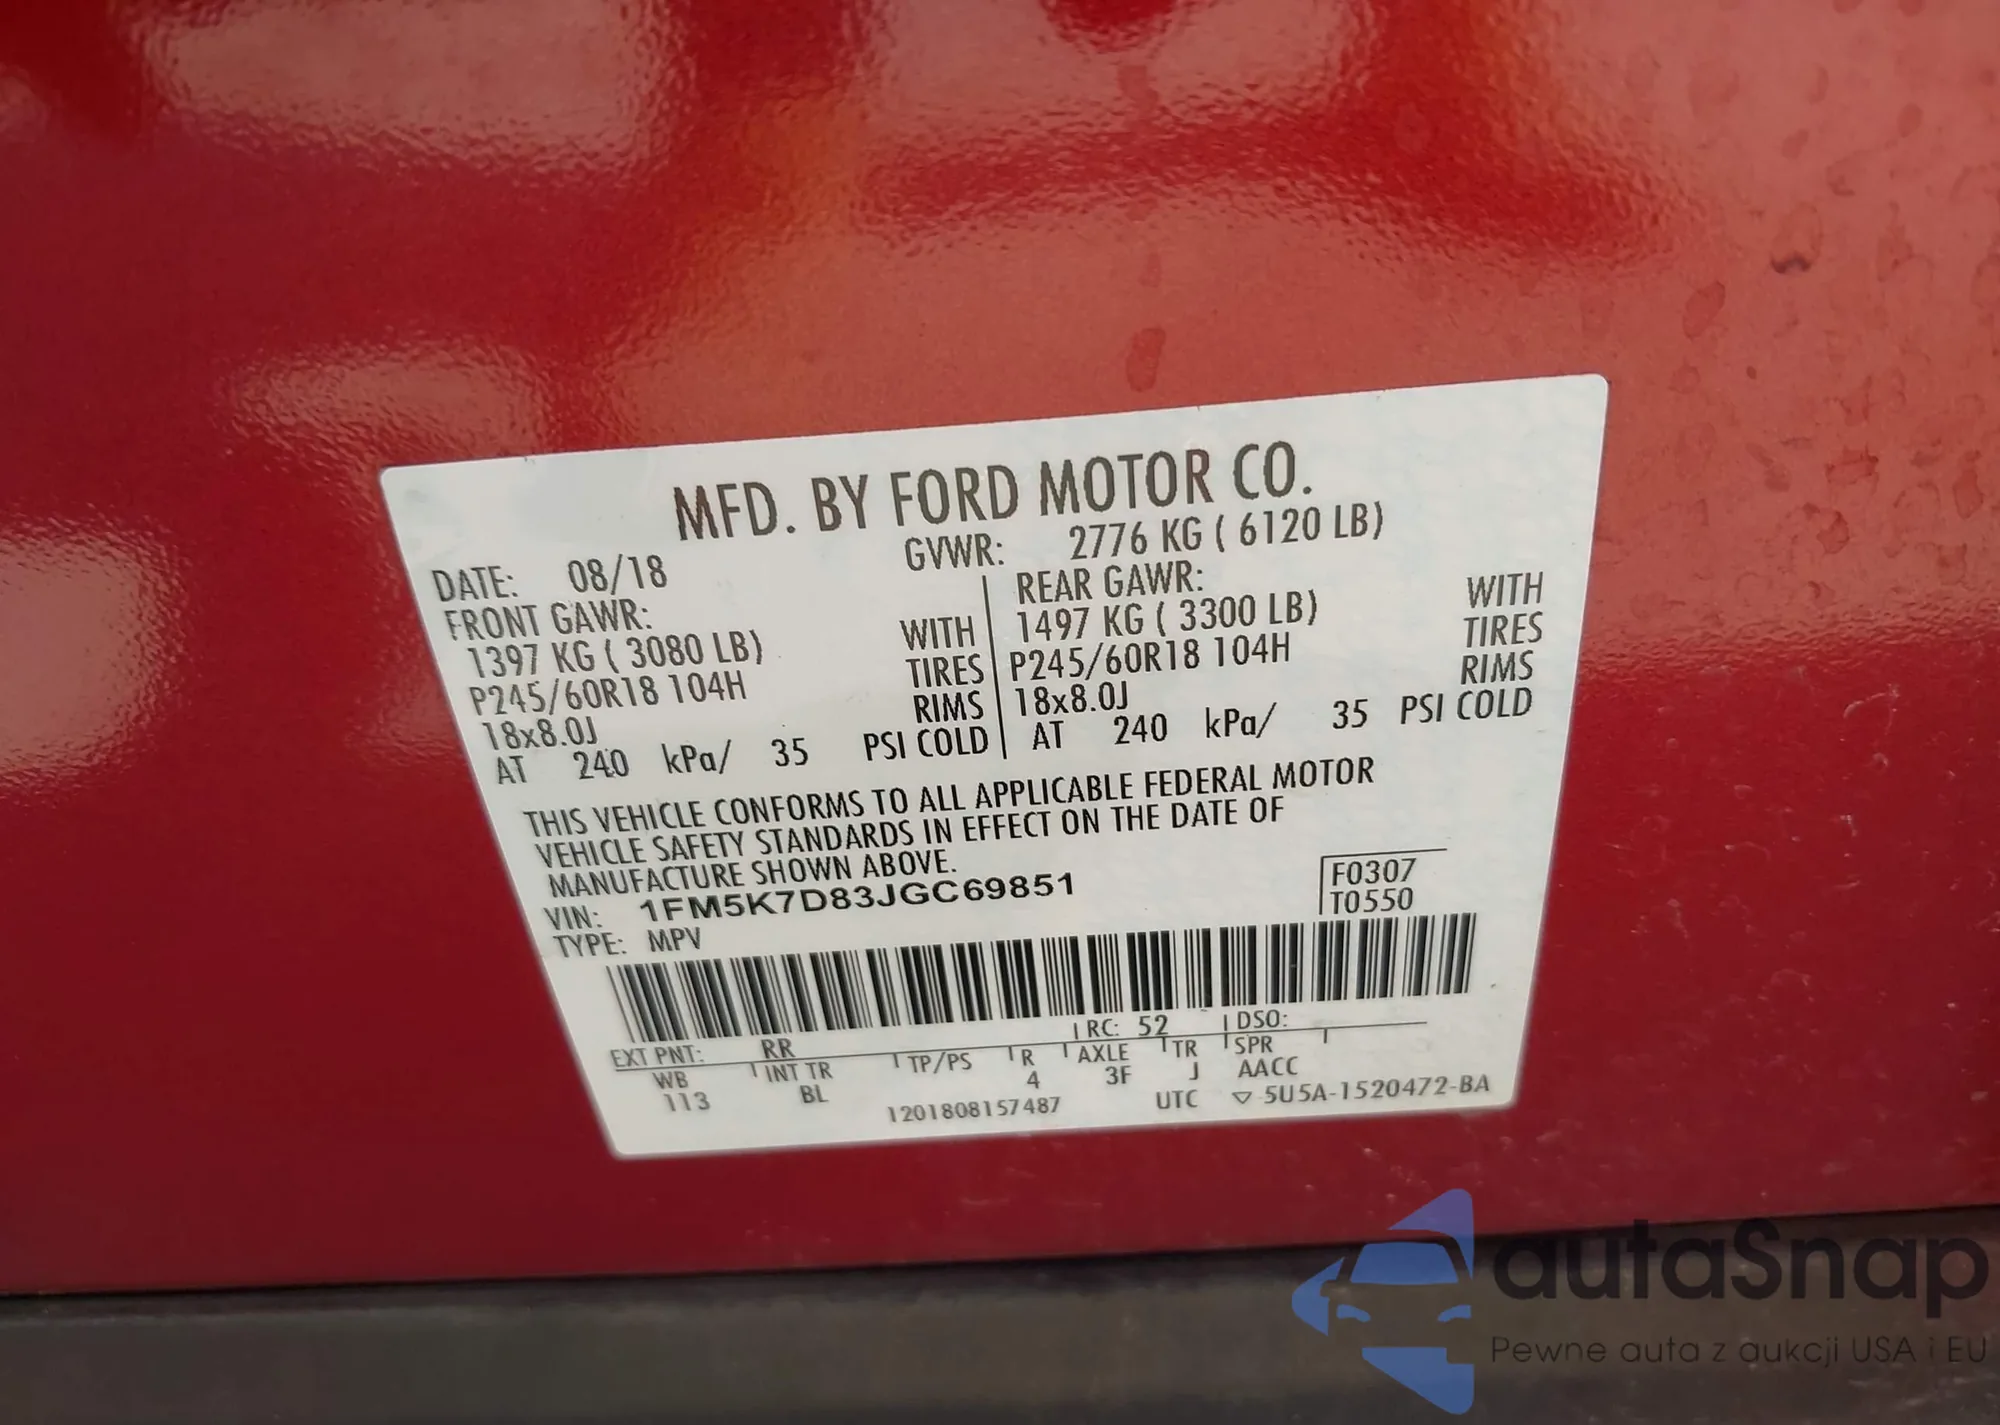 MFD. BY FORD MOTOR CO.
DATE: 08/18 GVWR: 2776 KG ( 6120 LB)
FRONT GAWR: REAR GAWR:
1397 KG ( 3080 LB) WITH 1497 KG ( 3300 LB) WITH
P245/60R18 104H TIRES P245/60R18 104H TIRES
18x8.0J RIMS 18x8.0J RIMS
AT 240 kPa/ 35 PSI COLD AT 240 kPa/ 35 PSI COLD
THIS VEHICLE CONFORMS TO ALL APPLICABLE FEDERAL MOTOR
VEHICLE SAFETY STANDARDS IN EFFECT ON THE DATE OF
MANUFACTURE SHOWN ABOVE.
VIN: 1FM5K7D83JGC69851 F0307
TYPE: MPV T0550
EXT PNT: RR RC: 52 DSO:
WB INT TR TP/PS R AXLE TR SPR
113 BL 4 3F J AACC
1201808157487 UTC ▽ 5U5A-1520472-BA
autaSnap
Pewne auta z aukcji USA i EU